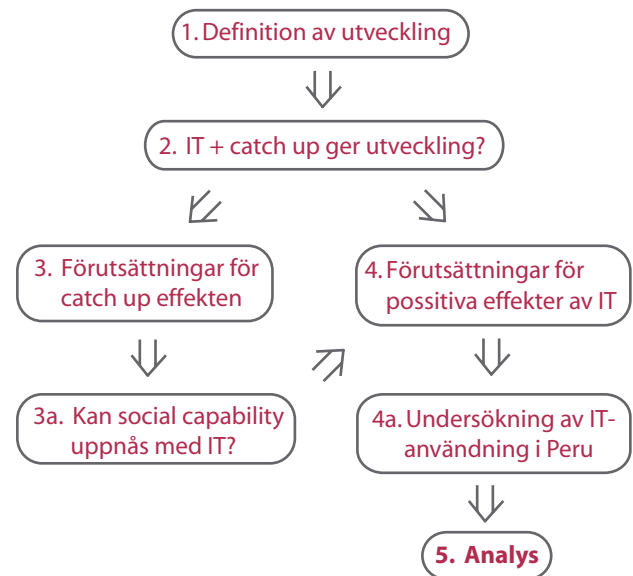 1. Definition av utveckling
2. IT + catch up ger utveckling?
3. Förutsättningar för
catch up effekten
4. Förutsättningar för
possitiva effekter av IT
3a. Kan social capability
uppnås med IT?
4a. Undersökning av IT-
användning i Peru
5. Analys